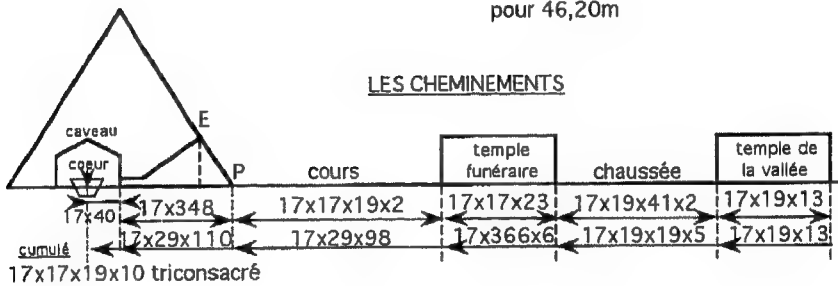 pour 46,20m
LES CHEMINEMENTS
E
caveau
coeur
P
cours
temple
funéraire
chaussée
temple de
la vallée
17x40
17x348
17x17x19x2
17x17x23
17x19x41x2
17x19x13
17x29x110
17x29x98
17x366x6
17x19x19x5
17x19x13
cumulé
17x17x19x10 triconsacré